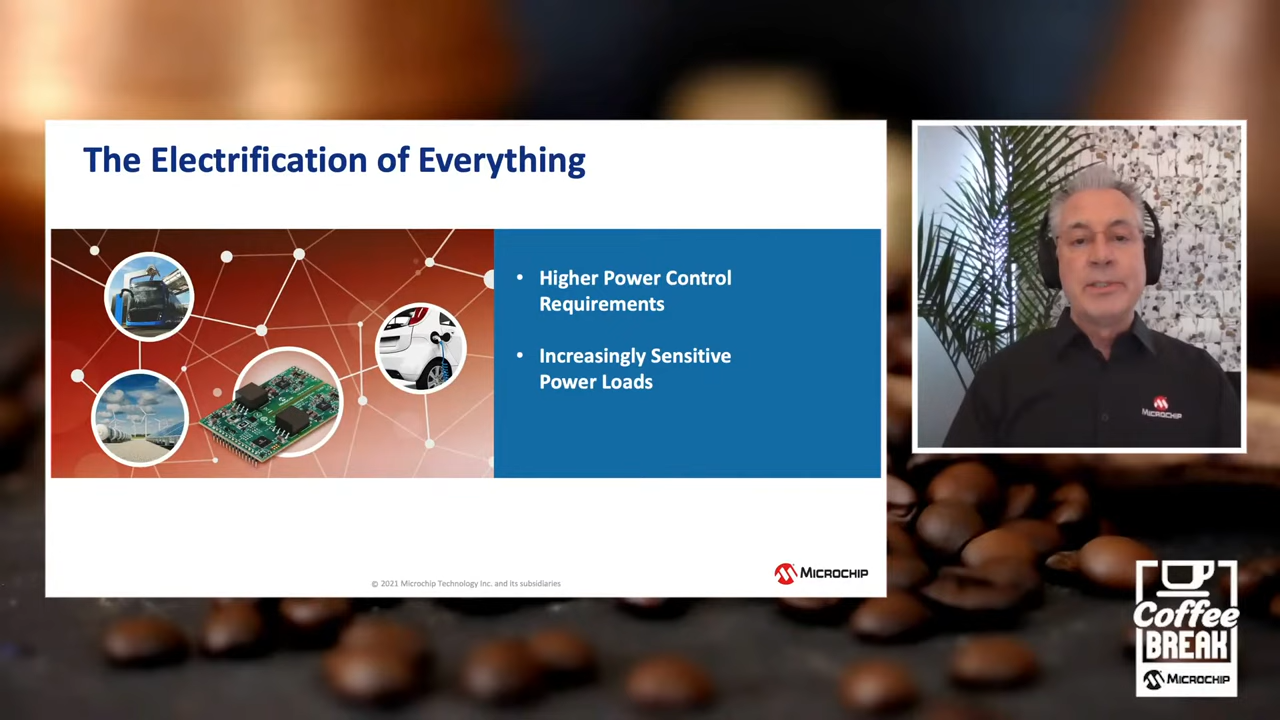 The Electrification of Everything
• Higher Power Control
Requirements
• Increasingly Sensitive
Power Loads
© 2021 Microchip Technology Inc. and its subsidiaries
MICROCHIP
MICROCHIP
Coffee
BREAK
MICROCHIP